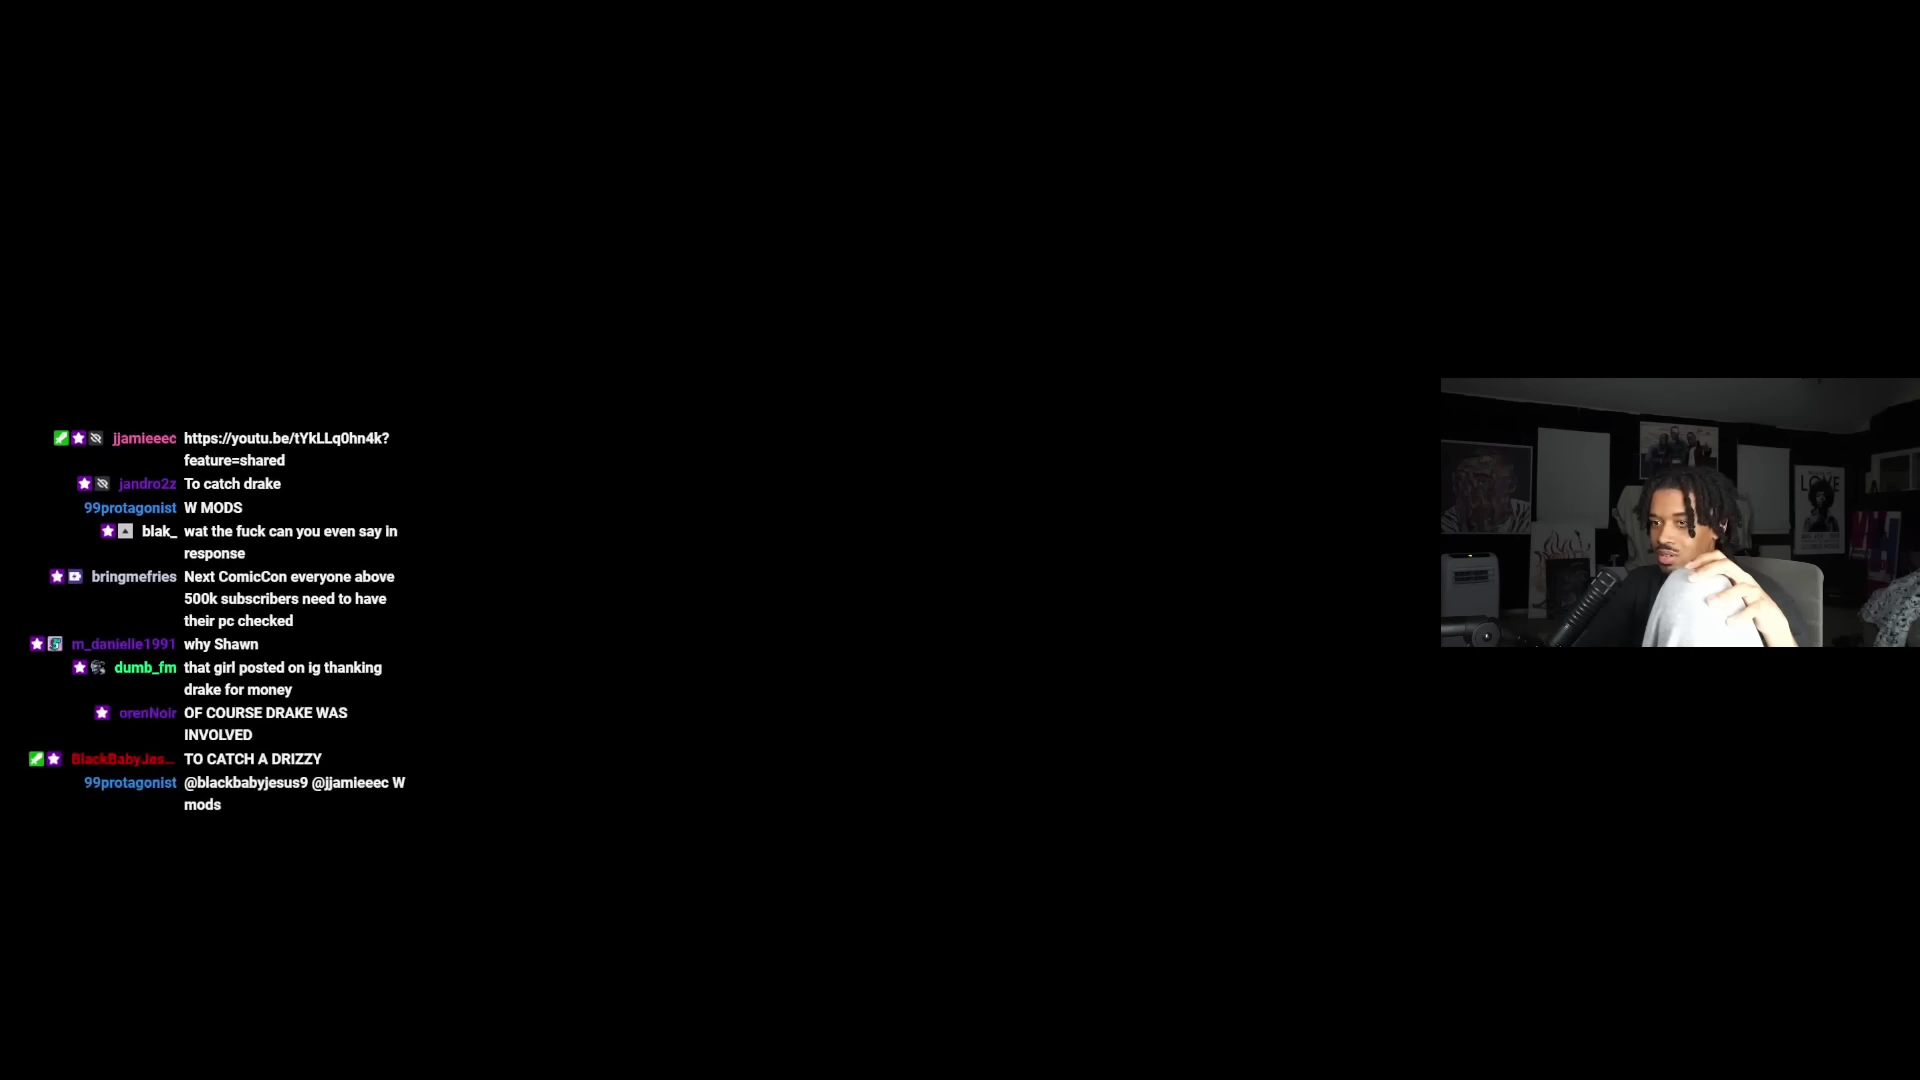 jjamieeec https://youtu.be/tYkLLq0hn4k?
feature=shared
jandro2z To catch drake
99protagonist W MODS
blak_ wat the fuck can you even say in
response
bringmefries Next ComicCon everyone above
500k subscribers need to have
their pc checked
m_danielle1991 why Shawn
dumb_fm that girl posted on ig thanking
drake for money
orenNoir OF COURSE DRAKE WAS
INVOLVED
BlackBabyJes... TO CATCH A DRIZZY
99protagonist @blackbabyjesus9 @jjamieeec W
mods
LOVE